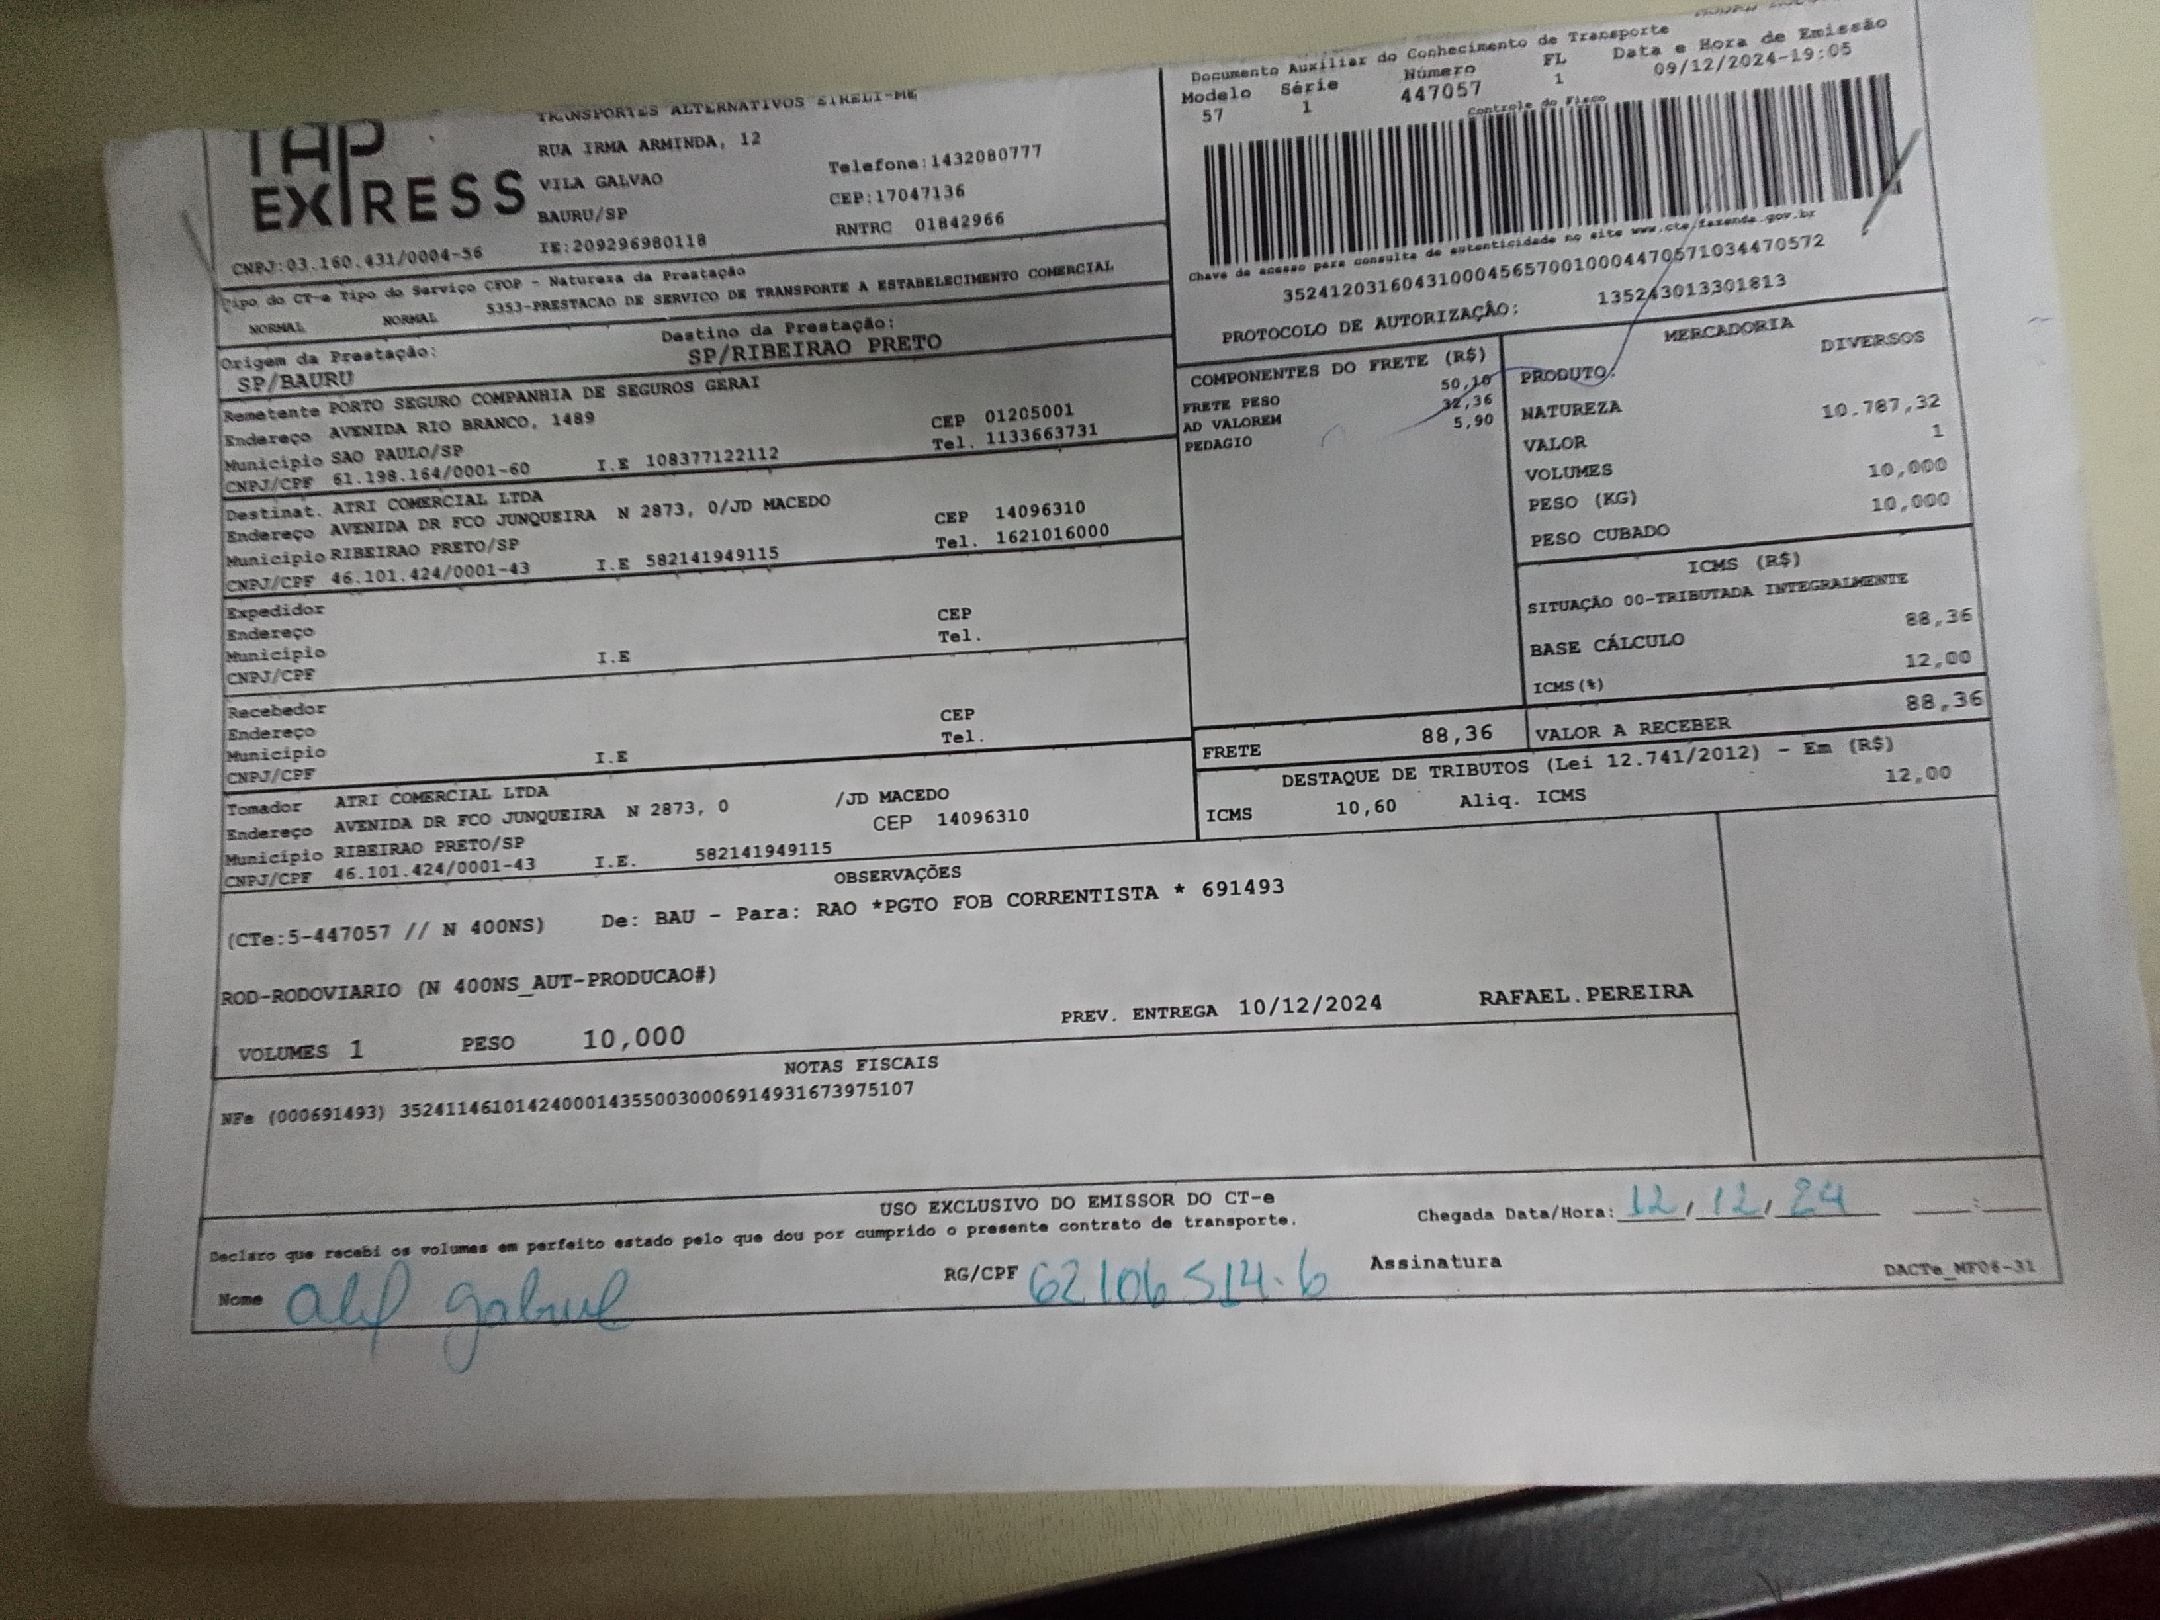 TAP
EXPRESS
TRANSPORTES ALTERNATIVOS EIRELI-ME
RUA IRMA ARMINDA, 12
VILA GALVAO
Telefone:1432080777
BAURU/SP
CEP:17047136
CNPJ:03.160.431/0004-56
IE:209296980118
RNTRC 01842966
Documento Auxiliar do Conhecimento de Transporte
Modelo Série Número FL Data e Hora de Emissão
57 1 447057 1 09/12/2024-19:05
Controle do Fisco
Chave de acesso para consulta de autenticidade no site www.cte.fazenda.gov.br
35241203160431000456570010004470571034470572
PROTOCOLO DE AUTORIZAÇÃO: 135243013301813
Tipo do CT-e Tipo do Serviço CFOP - Natureza da Prestação
NORMAL NORMAL 5353-PRESTACAO DE SERVICO DE TRANSPORTE A ESTABELECIMENTO COMERCIAL
Origem da Prestação: Destino da Prestação:
SP/BAURU SP/RIBEIRAO PRETO
Remetente PORTO SEGURO COMPANHIA DE SEGUROS GERAI
Endereço AVENIDA RIO BRANCO, 1489 CEP 01205001
Município SAO PAULO/SP Tel. 1133663731
CNPJ/CPF 61.198.164/0001-60 I.E 108377122112
Destinat. ATRI COMERCIAL LTDA
Endereço AVENIDA DR FCO JUNQUEIRA N 2873, 0/JD MACEDO CEP 14096310
Município RIBEIRAO PRETO/SP Tel. 1621016000
CNPJ/CPF 46.101.424/0001-43 I.E 582141949115
Expedidor
Endereço CEP
Município Tel.
CNPJ/CPF I.E
Recebedor
Endereço CEP
Município Tel.
CNPJ/CPF I.E
Tomador ATRI COMERCIAL LTDA
Endereço AVENIDA DR FCO JUNQUEIRA N 2873, 0 /JD MACEDO
Município RIBEIRAO PRETO/SP CEP 14096310
CNPJ/CPF 46.101.424/0001-43 I.E. 582141949115
COMPONENTES DO FRETE (R$)
FRETE PESO 50,10
AD VALOREM 32,36
PEDAGIO 5,90
MERCADORIA
PRODUTO: DIVERSOS
NATUREZA
VALOR 10.787,32
VOLUMES 1
PESO (KG) 10,000
PESO CUBADO 10,000
ICMS (R$)
SITUAÇÃO 00-TRIBUTADA INTEGRALMENTE
BASE CÁLCULO 88,36
ICMS(%) 12,00
FRETE 88,36 VALOR A RECEBER 88,36
DESTAQUE DE TRIBUTOS (Lei 12.741/2012) - Em (R$)
ICMS 10,60 Aliq. ICMS 12,00
OBSERVAÇÕES
(CTe:5-447057 // N 400NS) De: BAU - Para: RAO *PGTO FOB CORRENTISTA * 691493
ROD-RODOVIARIO (N 400NS_AUT-PRODUCAO#)
VOLUMES 1 PESO 10,000 PREV. ENTREGA 10/12/2024 RAFAEL.PEREIRA
NOTAS FISCAIS
NFe (000691493) 35241146101424000143550030006914931673975107
USO EXCLUSIVO DO EMISSOR DO CT-e
Declaro que recebi os volumes em perfeito estado pelo que dou por cumprido o presente contrato de transporte.
Chegada Data/Hora: 12/12/24 :
Nome Alif Gabriel RG/CPF 62106514-6 Assinatura
DACTe_MF06-31